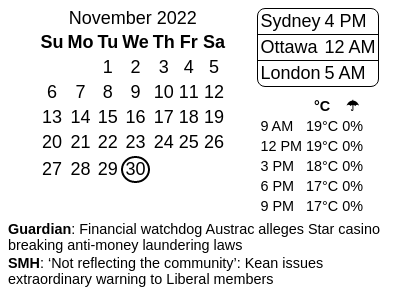 November 2022
Su Mo Tu We Th Fr Sa
1 2 3 4 5
6 7 8 9 10 11 12
13 14 15 16 17 18 19
20 21 22 23 24 25 26
27 28 29 30
Sydney 4 PM
Ottawa 12 AM
London 5 AM
°C ☂
9 AM 19°C 0%
12 PM 19°C 0%
3 PM 18°C 0%
6 PM 17°C 0%
9 PM 17°C 0%
Guardian: Financial watchdog Austrac alleges Star casino
breaking anti-money laundering laws
SMH: ‘Not reflecting the community’: Kean issues
extraordinary warning to Liberal members